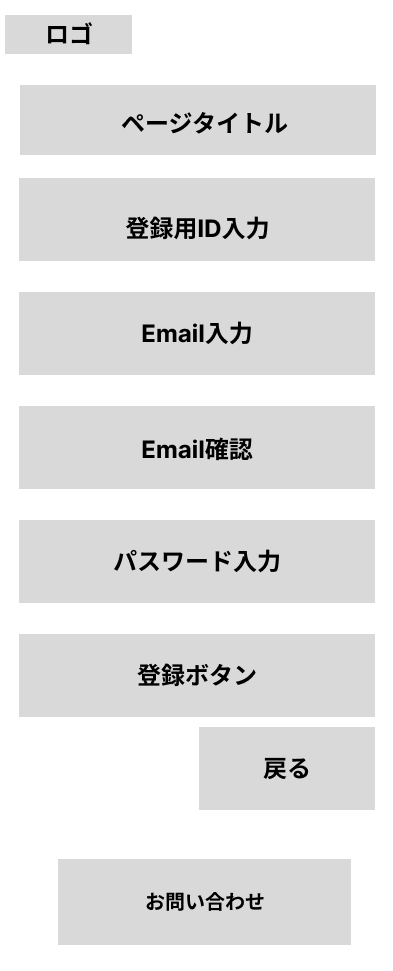 ロゴ
ページタイトル
登録用ID入力
Email入力
Email確認
パスワード入力
登録ボタン
戻る
お問い合わせ